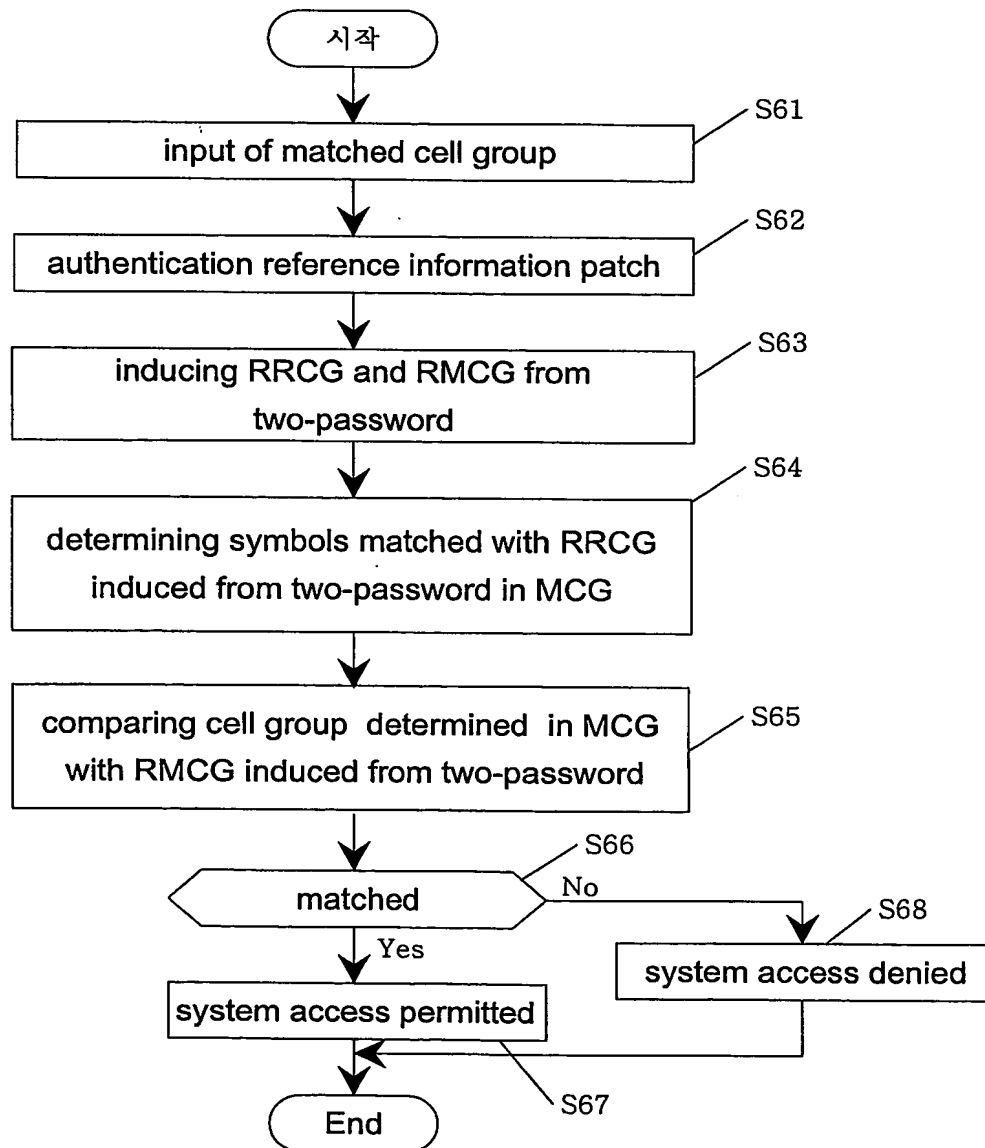 시작
S61
input of matched cell group
S62
authentication reference information patch
S63
inducing RRCG and RMCG from
two-password
S64
determining symbols matched with RRCG
induced from two-password in MCG
S65
comparing cell group determined in MCG
with RMCG induced from two-password
S66
matched
No
S68
Yes
system access denied
system access permitted
S67
End